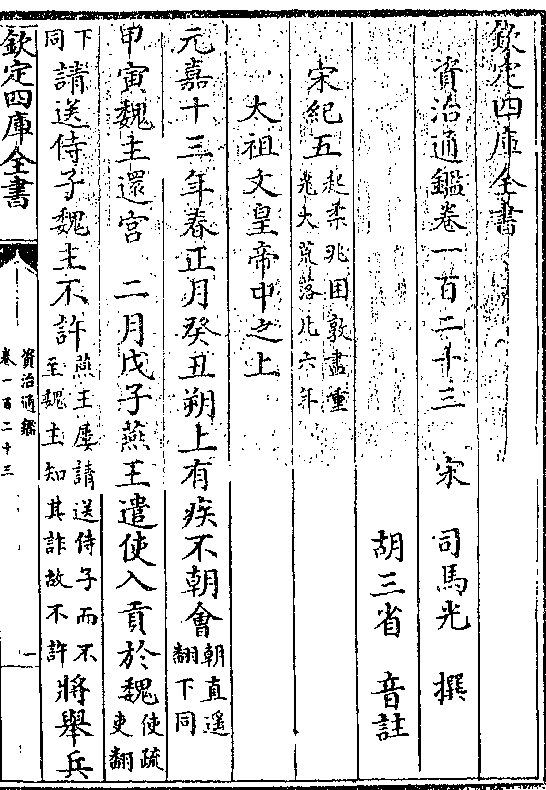 欽定四庫全書
資治通鑑卷一百二十三　宋　司馬光　撰
胡三省　音註
宋紀五起柔兆困敦盡重
光大荒落凡六年
太祖文皇帝中之上
元嘉十三年春正月癸丑朔上有疾不朝會朝直遥
翻下同
甲寅魏主還宫　二月戊子燕王遣使入貢於魏使疏
吏翻
下
同請送侍子魏主不許燕王屢請送侍子而不
至魏主知其詐故不許將舉兵
欽定四庫全書
資治通鑑
卷一百二十三
一